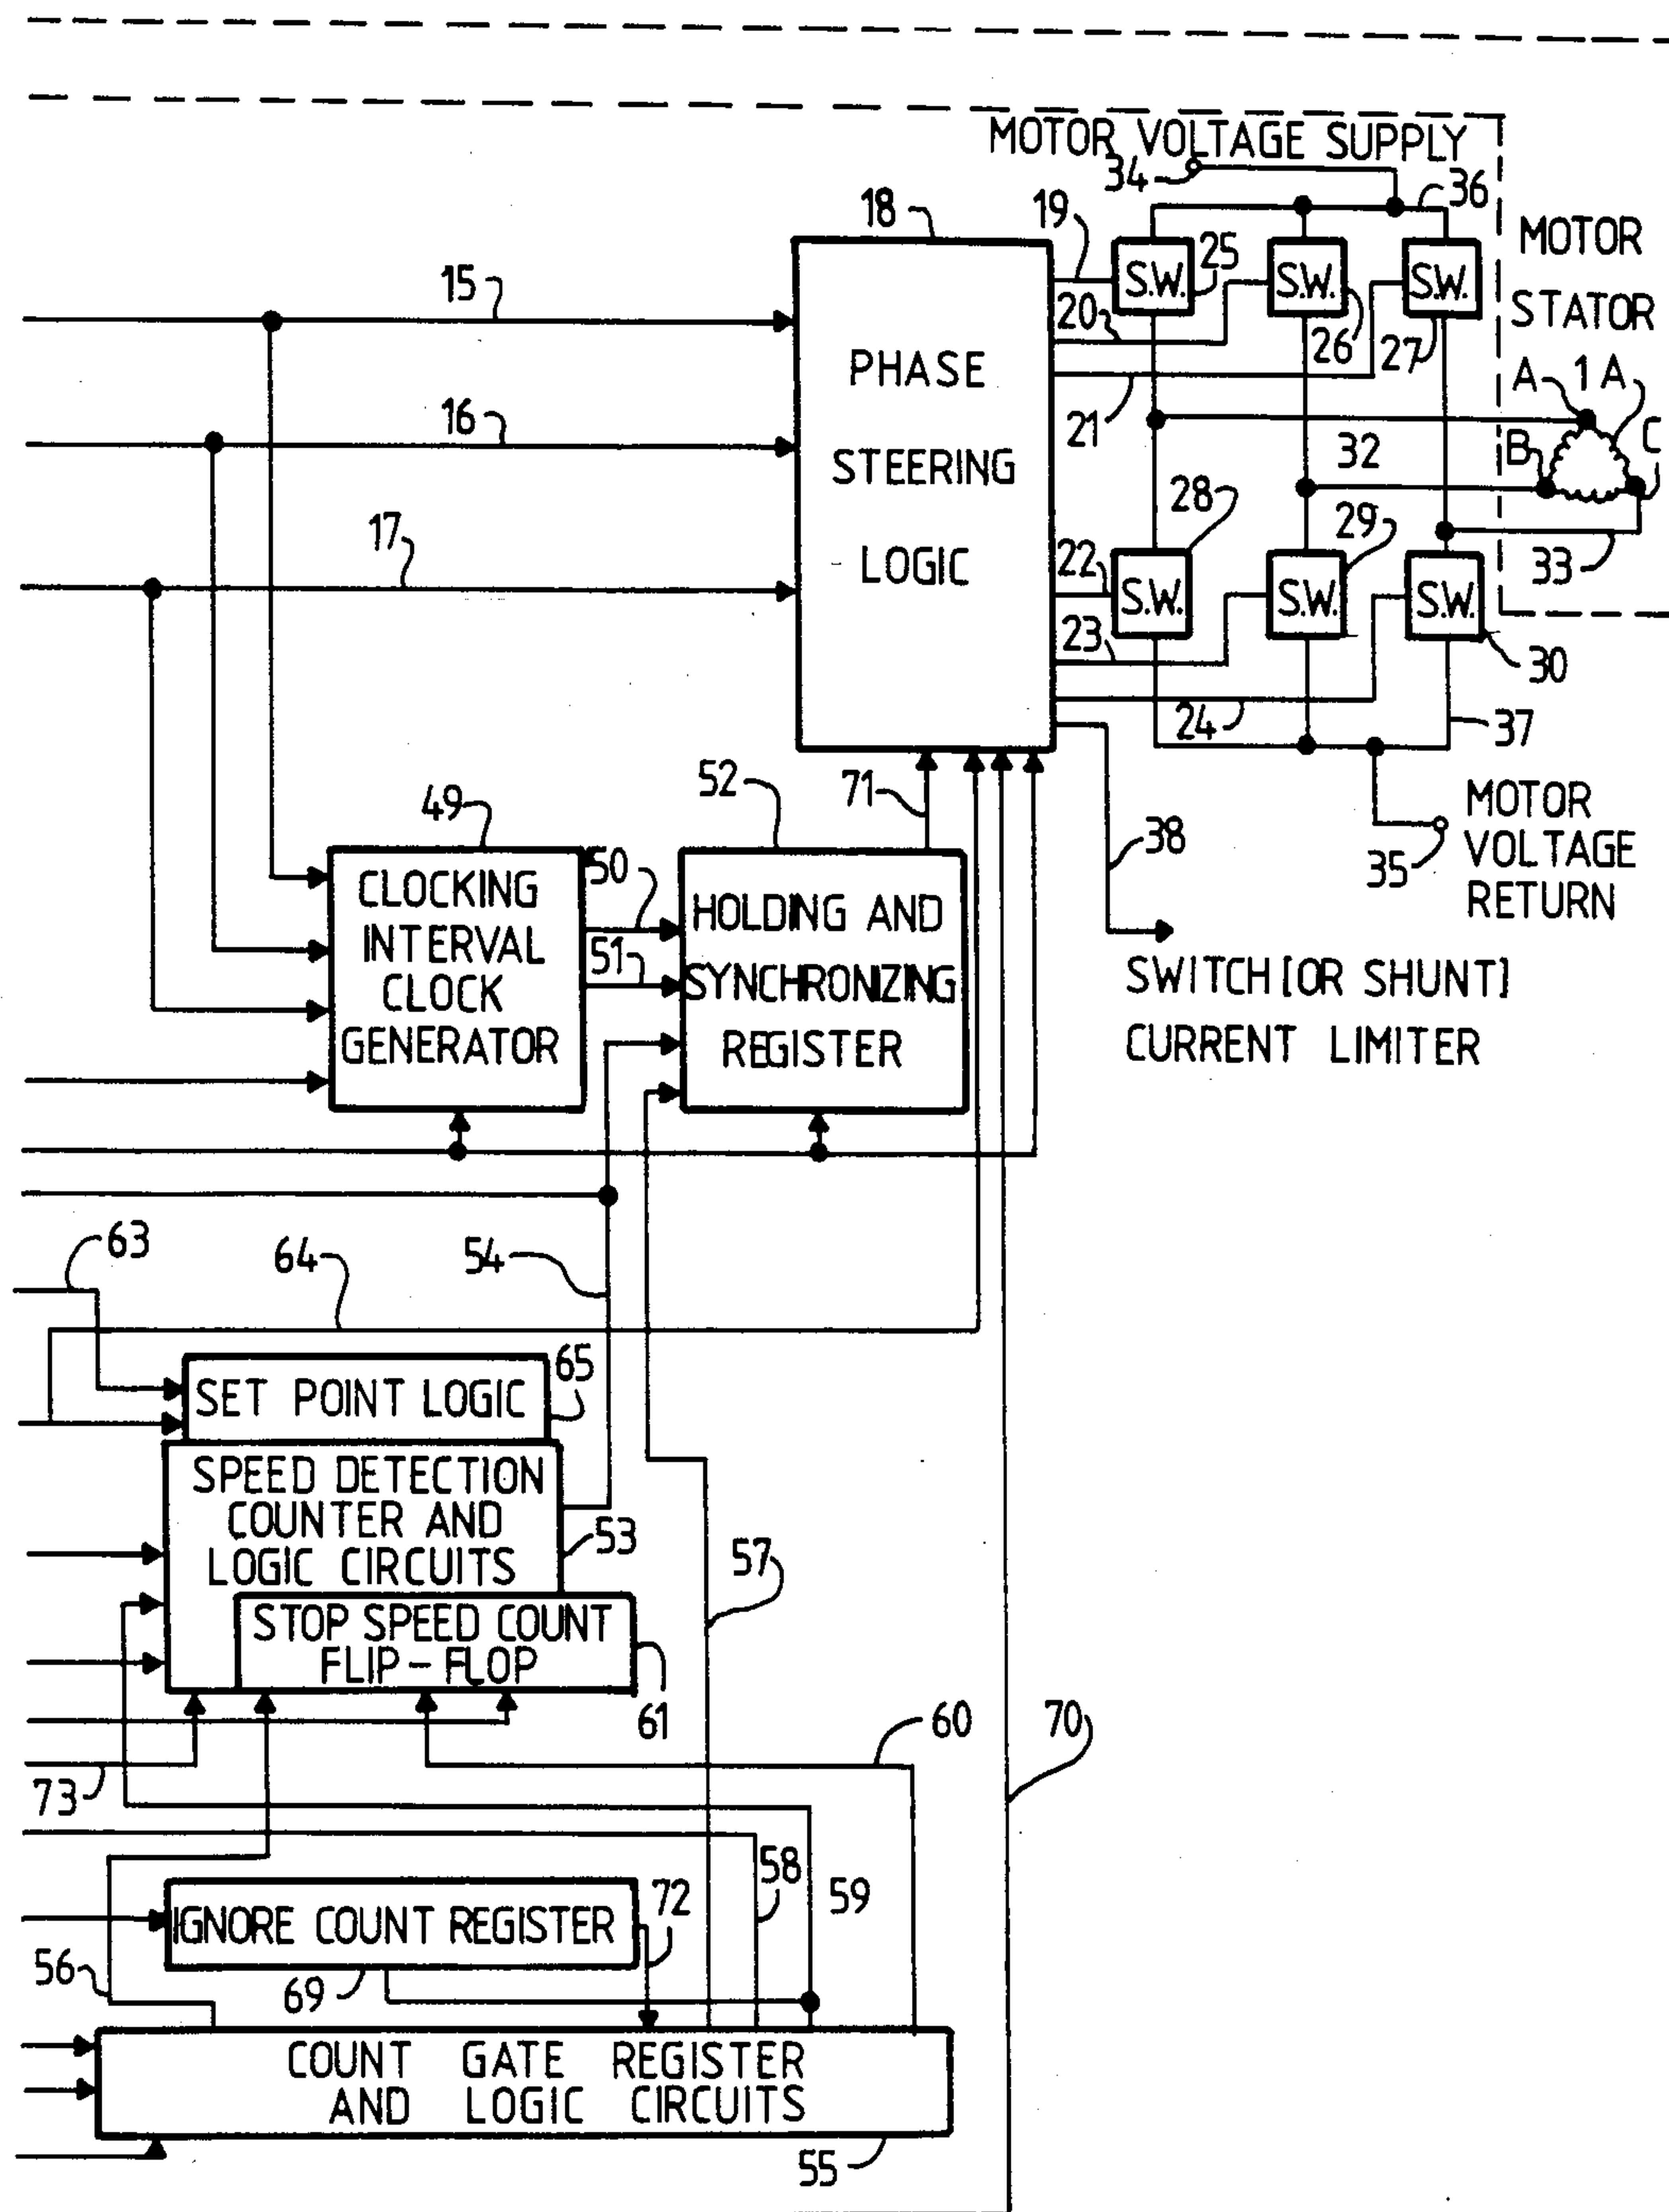 MOTOR VOLTAGE SUPPLY
34
36
18
19
S.W.
25
S.W.
26
S.W.
27
MOTOR
STATOR
15
20
PHASE
STEERING
LOGIC
A
1A
21
16
B
C
32
28
29
17
22
S.W.
S.W.
S.W.
33
23
30
24
37
52
71
49
38
MOTOR
VOLTAGE
RETURN
35
CLOCKING
INTERVAL
CLOCK
GENERATOR
50
51
HOLDING AND
SYNCHRONIZING
REGISTER
SWITCH [OR SHUNT]
CURRENT LIMITER
63
64
54
65
SET POINT LOGIC
SPEED DETECTION
COUNTER AND
LOGIC CIRCUITS
53
57
STOP SPEED COUNT
FLIP-FLOP
61
60
70
73
58
72
59
IGNORE COUNT REGISTER
56
69
COUNT GATE REGISTER
AND LOGIC CIRCUITS
55